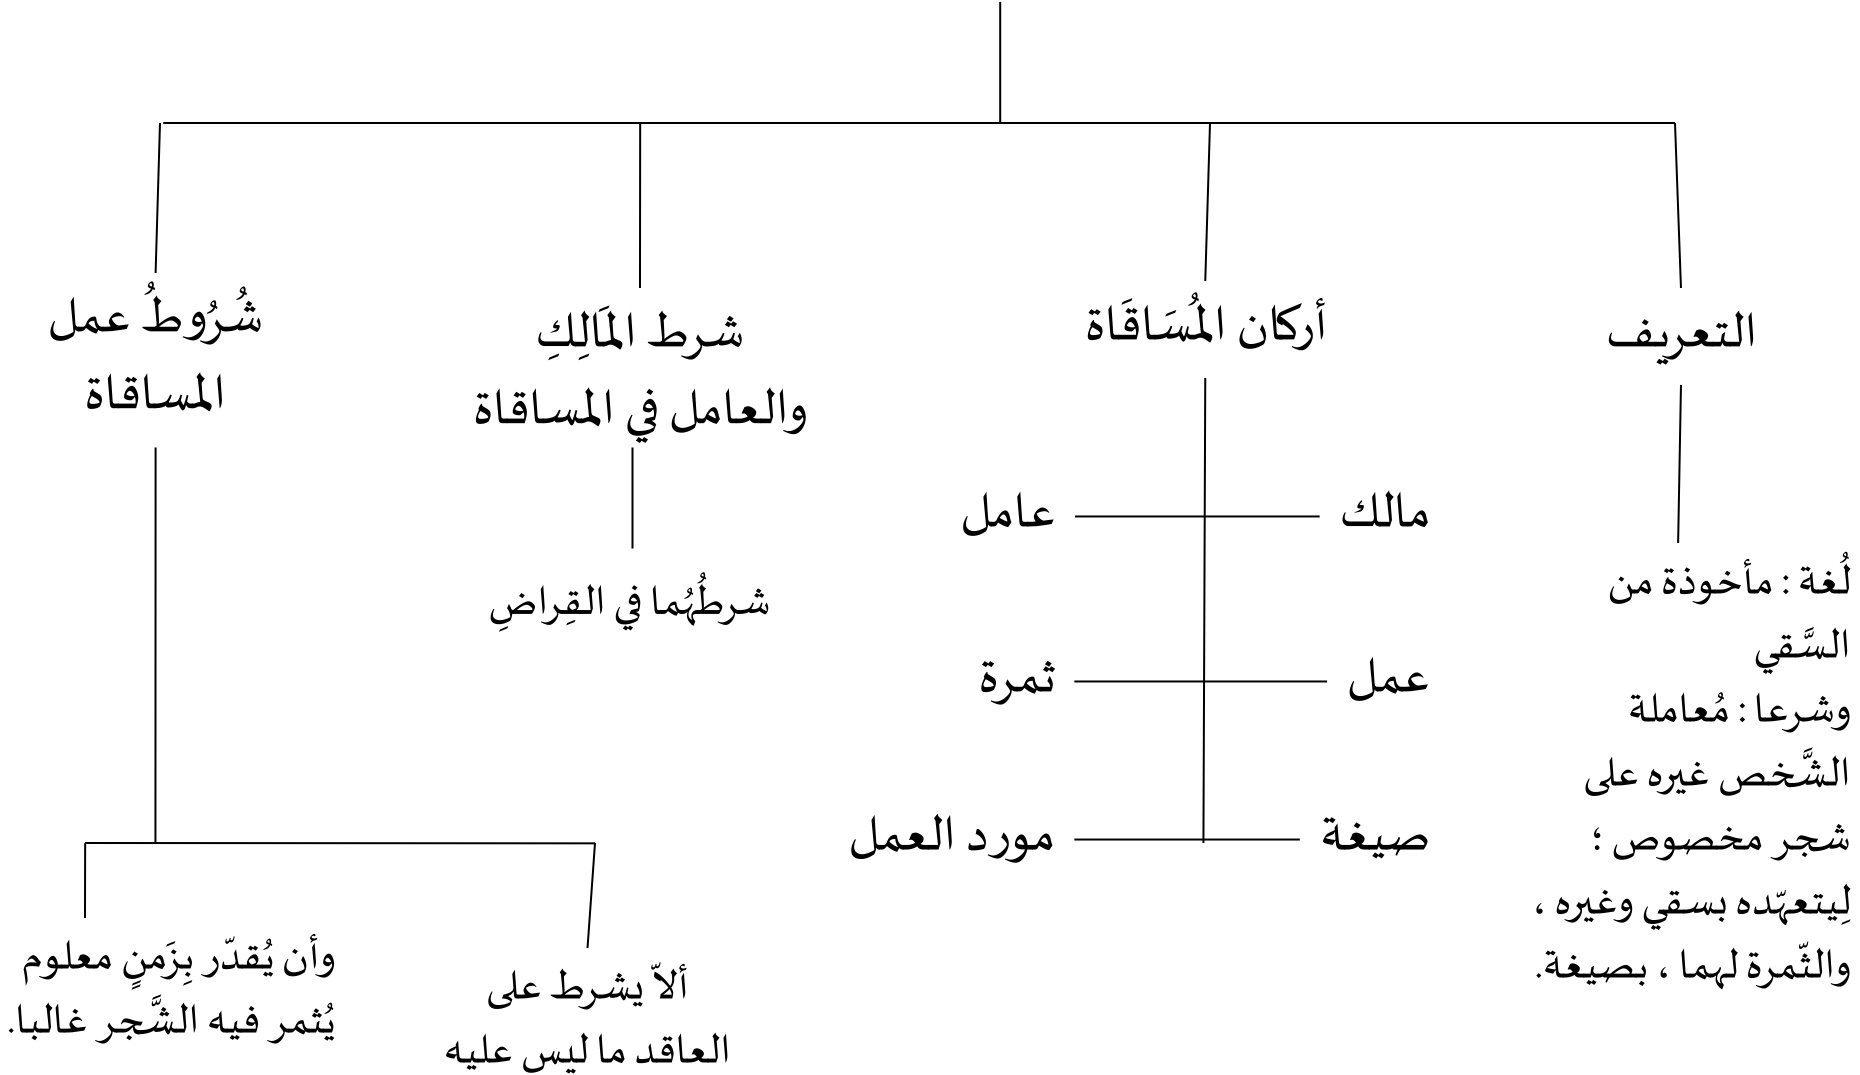 التعريف
لُغة : مأخوذة من
السَّقي
وشرعا : مُعاملة
الشَّخص غيره على
شجر مخصوص ؛
لِيتعهّده بسقي وغيره ،
والثّمرة لهما ، بصيغة.
أركان المُسَاقَاة
مالك
عامل
عمل
ثمرة
صيغة
مورد العمل
شرط المَالِكِ
والعامل في المساقاة
شرطُهُما في القِراضِ
شُرُوطُ عمل
المساقاة
ألاّ يشرط على
العاقد ما ليس عليه
وأن يُقدّر بِزَمنٍ معلوم
يُثمر فيه الشَّجر غالبا.